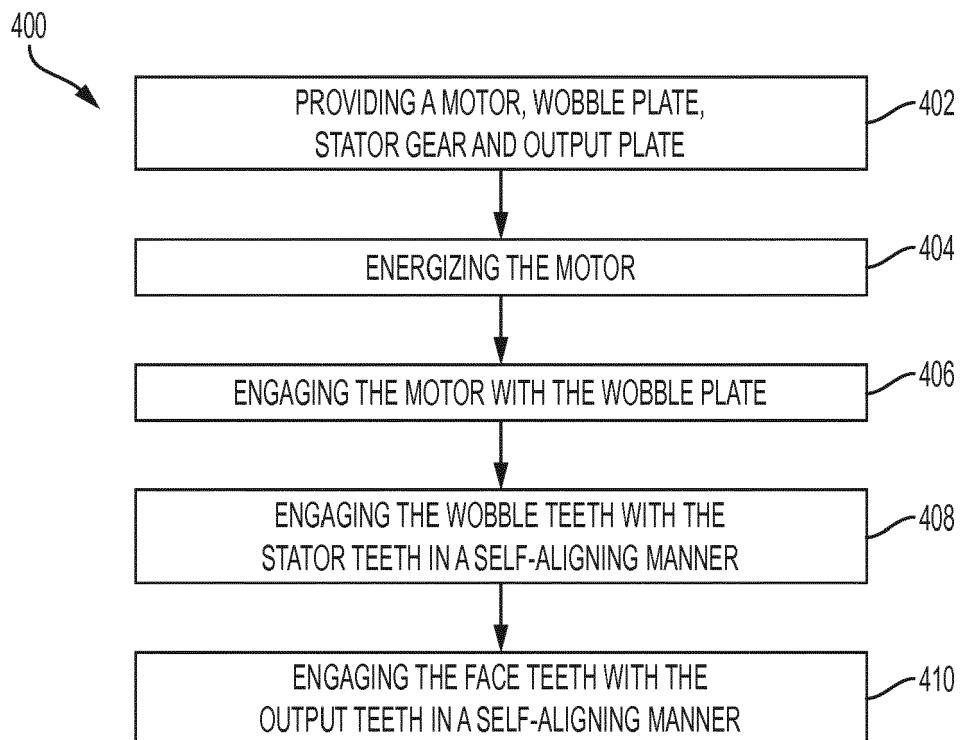 400
PROVIDING A MOTOR, WOBBLE PLATE,
STATOR GEAR AND OUTPUT PLATE
402
ENERGIZING THE MOTOR
404
ENGAGING THE MOTOR WITH THE WOBBLE PLATE
406
ENGAGING THE WOBBLE TEETH WITH THE
STATOR TEETH IN A SELF-ALIGNING MANNER
408
ENGAGING THE FACE TEETH WITH THE
OUTPUT TEETH IN A SELF-ALIGNING MANNER
410